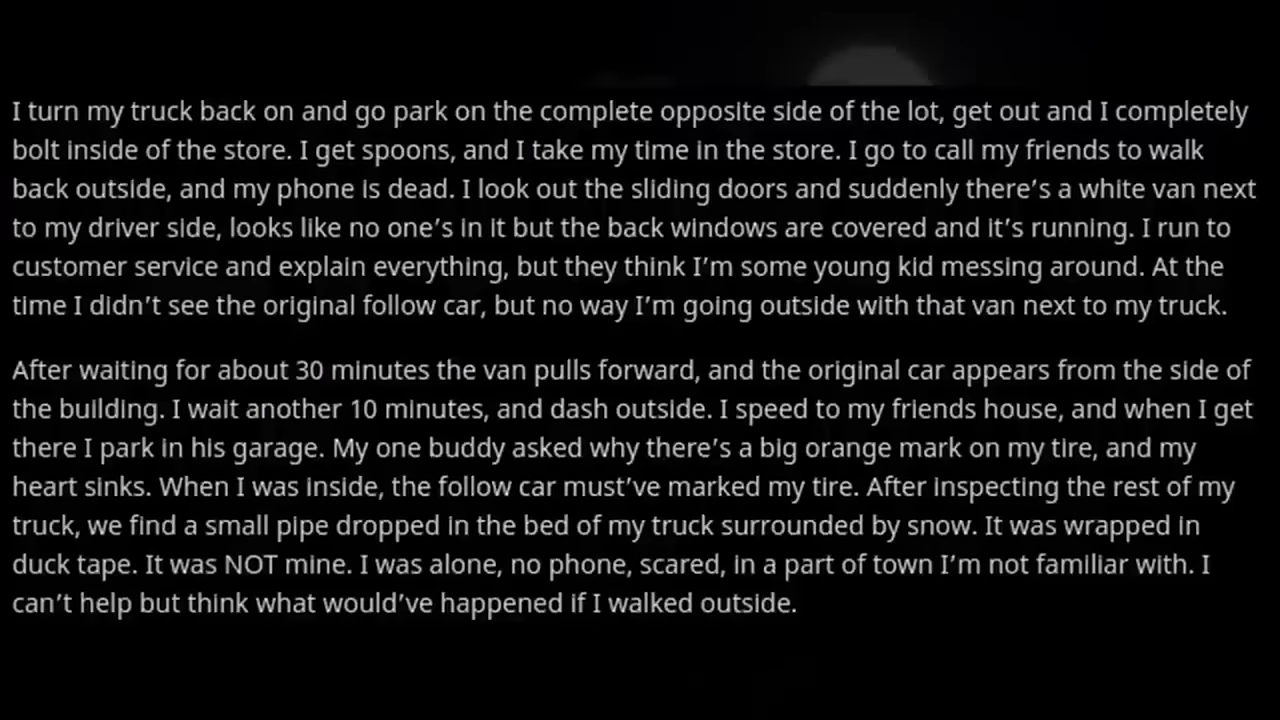 I turn my truck back on and go park on the complete opposite side of the lot, get out and I completely
bolt inside of the store. I get spoons, and I take my time in the store. I go to call my friends to walk
back outside, and my phone is dead. I look out the sliding doors and suddenly there’s a white van next
to my driver side, looks like no one’s in it but the back windows are covered and it’s running. I run to
customer service and explain everything, but they think I’m some young kid messing around. At the
time I didn’t see the original follow car, but no way I’m going outside with that van next to my truck.
After waiting for about 30 minutes the van pulls forward, and the original car appears from the side of
the building. I wait another 10 minutes, and dash outside. I speed to my friends house, and when I get
there I park in his garage. My one buddy asked why there’s a big orange mark on my tire, and my
heart sinks. When I was inside, the follow car must’ve marked my tire. After inspecting the rest of my
truck, we find a small pipe dropped in the bed of my truck surrounded by snow. It was wrapped in
duck tape. It was NOT mine. I was alone, no phone, scared, in a part of town I’m not familiar with. I
can’t help but think what would’ve happened if I walked outside.